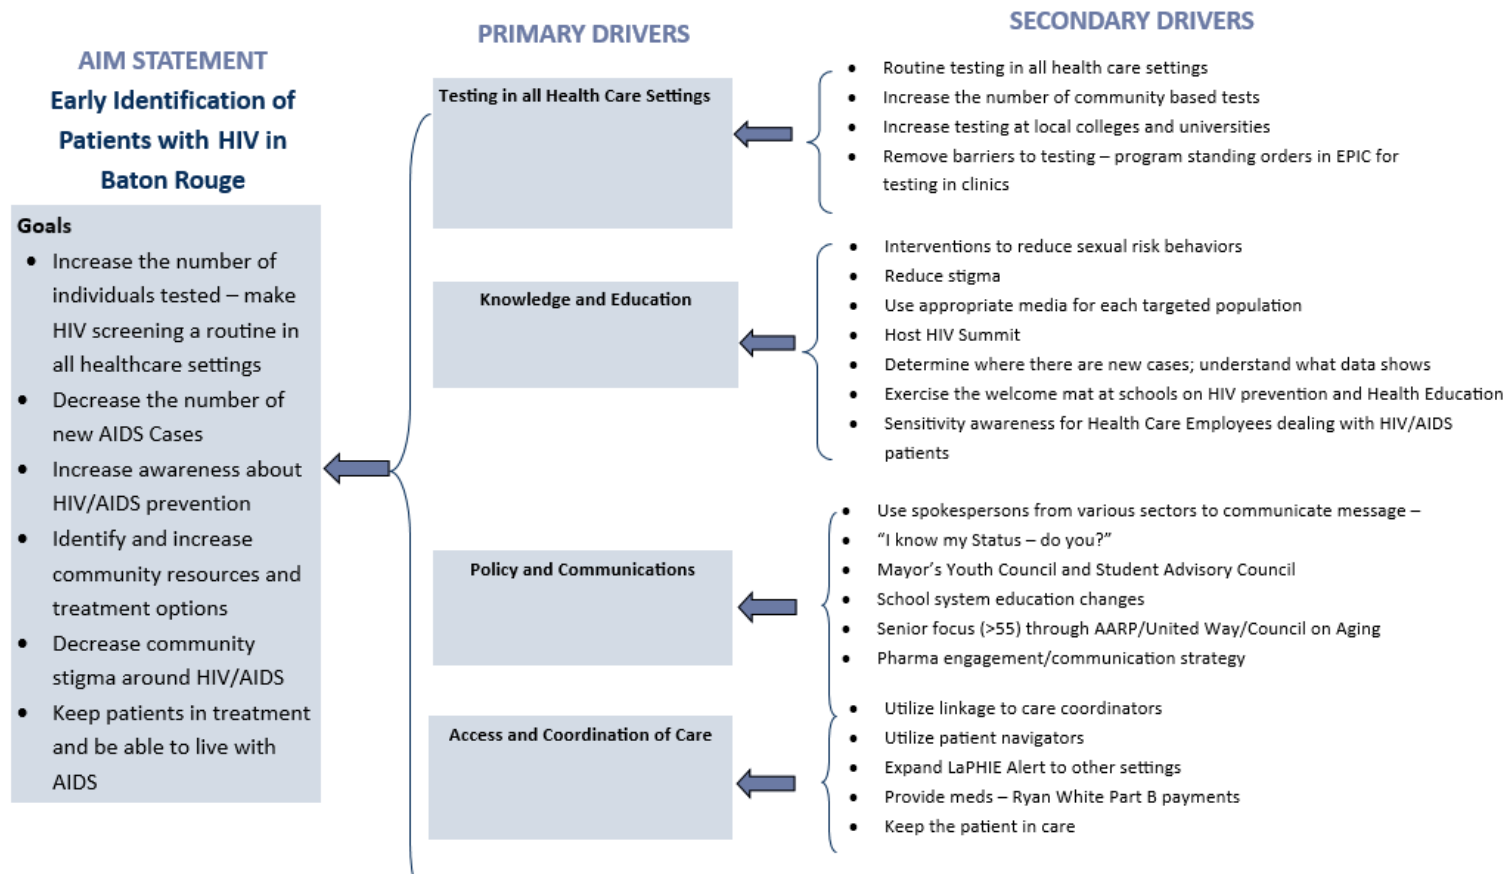 AIM STATEMENT
Early Identification of
Patients with HIV in
Baton Rouge
Goals
• Increase the number of
individuals tested – make
HIV screening a routine in
all healthcare settings
• Decrease the number of
new AIDS Cases
• Increase awareness about
HIV/AIDS prevention
• Identify and increase
community resources and
treatment options
• Decrease community
stigma around HIV/AIDS
• Keep patients in treatment
and be able to live with
AIDS
PRIMARY DRIVERS
Testing in all Health Care Settings
Knowledge and Education
Policy and Communications
Access and Coordination of Care
SECONDARY DRIVERS
• Routine testing in all health care settings
• Increase the number of community based tests
• Increase testing at local colleges and universities
• Remove barriers to testing – program standing orders in EPIC for
testing in clinics
• Interventions to reduce sexual risk behaviors
• Reduce stigma
• Use appropriate media for each targeted population
• Host HIV Summit
• Determine where there are new cases; understand what data shows
• Exercise the welcome mat at schools on HIV prevention and Health Education
• Sensitivity awareness for Health Care Employees dealing with HIV/AIDS
patients
• Use spokespersons from various sectors to communicate message –
• “I know my Status – do you?”
• Mayor’s Youth Council and Student Advisory Council
• School system education changes
• Senior focus (>55) through AARP/United Way/Council on Aging
• Pharma engagement/communication strategy
• Utilize linkage to care coordinators
• Utilize patient navigators
• Expand LaPHIE Alert to other settings
• Provide meds – Ryan White Part B payments
• Keep the patient in care